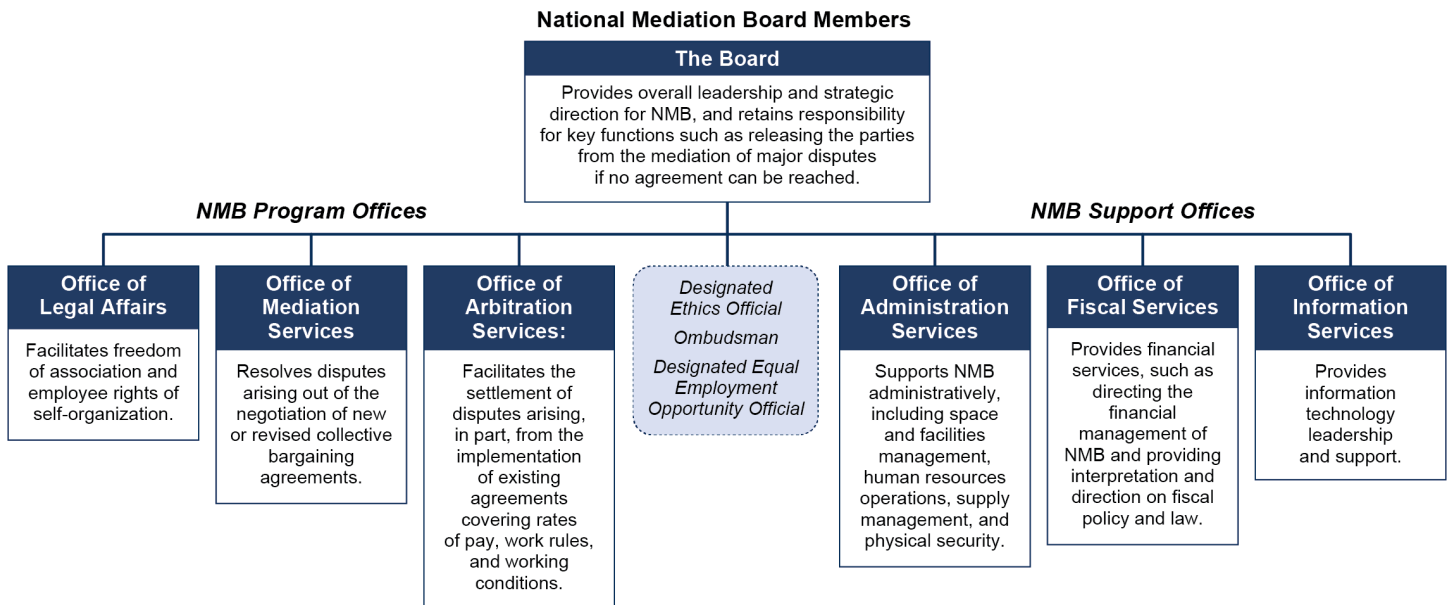 National Mediation Board Members
The Board
Provides overall leadership and strategic
direction for NMB, and retains responsibility
for key functions such as releasing the parties
from the mediation of major disputes
if no agreement can be reached.
NMB Program Offices
NMB Support Offices
Office of
Legal Affairs
Facilitates freedom
of association and
employee rights of
self-organization.
Office of
Mediation
Services
Resolves disputes
arising out of the
negotiation of new
or revised collective
bargaining
agreements.
Office of
Arbitration
Services:
Facilitates the
settlement of
disputes arising,
in part, from the
implementation
of existing
agreements
covering rates
of pay, work rules,
and working
conditions.
Designated
Ethics Official
Ombudsman
Designated Equal
Employment
Opportunity Official
Office of
Administration
Services
Supports NMB
administratively,
including space
and facilities
management,
human resources
operations, supply
management, and
physical security.
Office of
Fiscal Services
Provides financial
services, such as
directing the
financial
management of
NMB and providing
interpretation and
direction on fiscal
policy and law.
Office of
Information
Services
Provides
information
technology
leadership
and support.